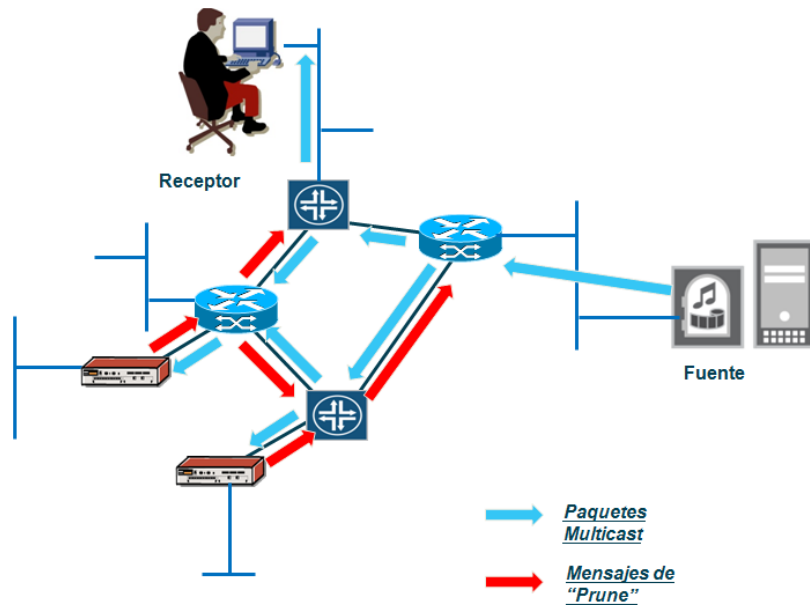 Receptor
Fuente
Paquetes
Multicast
Mensajes de
“Prune”